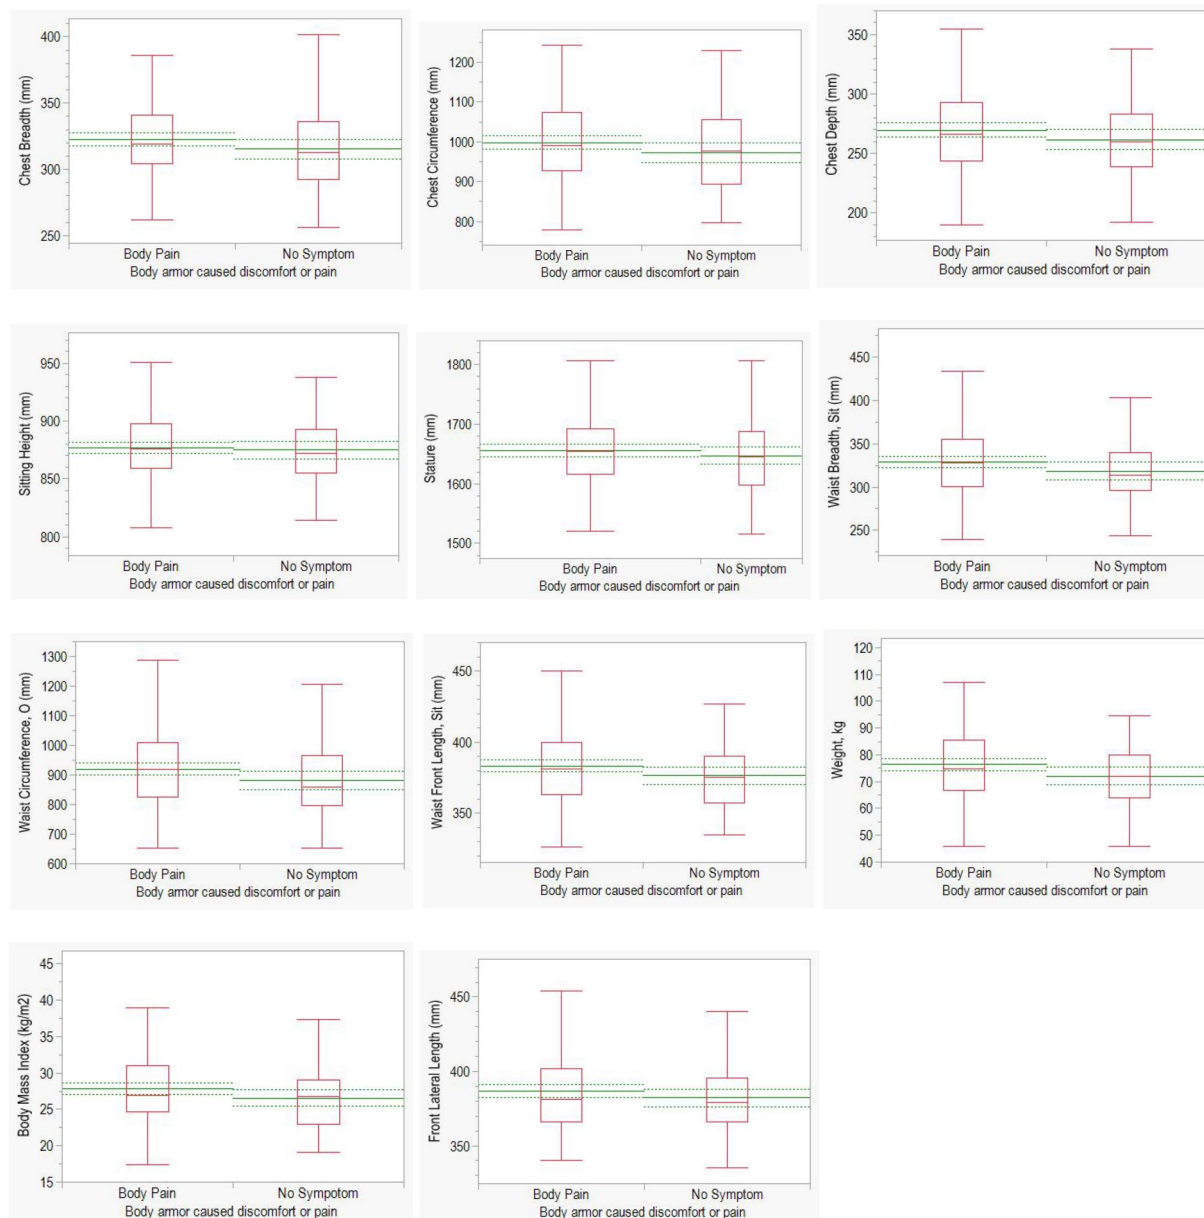 Chest Breadth (mm)
400
350
300
250
Body Pain No Symptom
Body armor caused discomfort or pain
Chest Circumference (mm)
1200
1100
1000
900
800
Body Pain No Symptom
Body armor caused discomfort or pain
Chest Depth (mm)
350
300
250
200
Body Pain No Symptom
Body armor caused discomfort or pain
Sitting Height (mm)
950
900
850
800
Body Pain No Symptom
Body armor caused discomfort or pain
Stature (mm)
1800
1700
1600
1500
Body Pain No Symptom
Body armor caused discomfort or pain
Waist Breadth, Sit (mm)
450
400
350
300
250
Body Pain No Symptom
Body armor caused discomfort or pain
Waist Circumference, O (mm)
1300
1200
1100
1000
900
800
700
600
Body Pain No Symptom
Body armor caused discomfort or pain
Waist Front Length, Sit (mm)
450
400
350
Body Pain No Symptom
Body armor caused discomfort or pain
Weight, kg
120
110
100
90
80
70
60
50
40
Body Pain No Symptom
Body armor caused discomfort or pain
Body Mass Index (kg/m2)
45
40
35
30
25
20
15
Body Pain No Sympotom
Body armor caused discomfort or pain
Front Lateral Length (mm)
450
400
350
Body Pain No Symptom
Body armor caused discomfort or pain